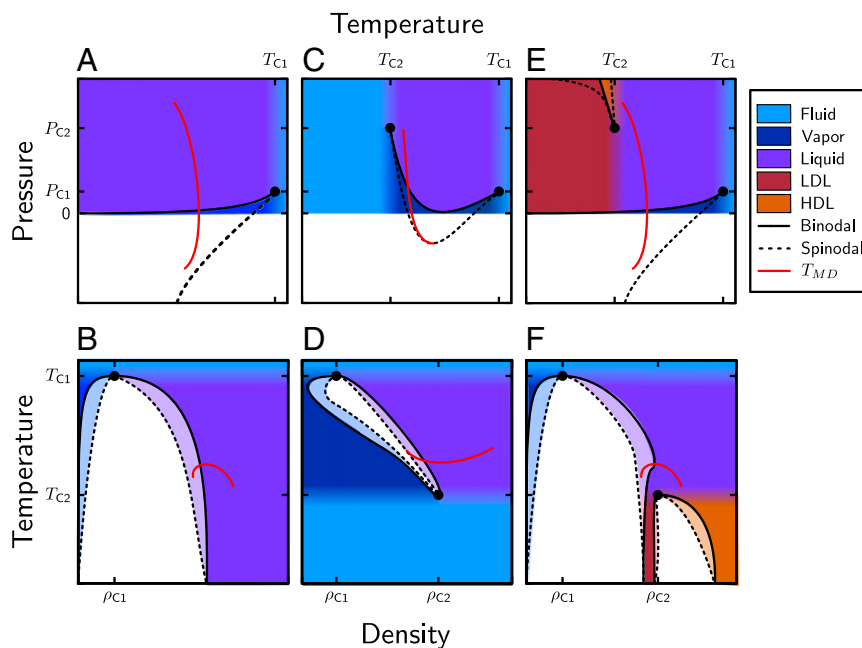 Temperature
A
C
E
T_C1
T_C2
T_C1
T_C2
T_C1
Pressure
P_C2
P_C1
0
Fluid
Vapor
Liquid
LDL
HDL
Binodal
Spinodal
T_MD
B
D
F
Temperature
T_C1
T_C2
ρ_C1
ρ_C1
ρ_C2
ρ_C1
ρ_C2
Density